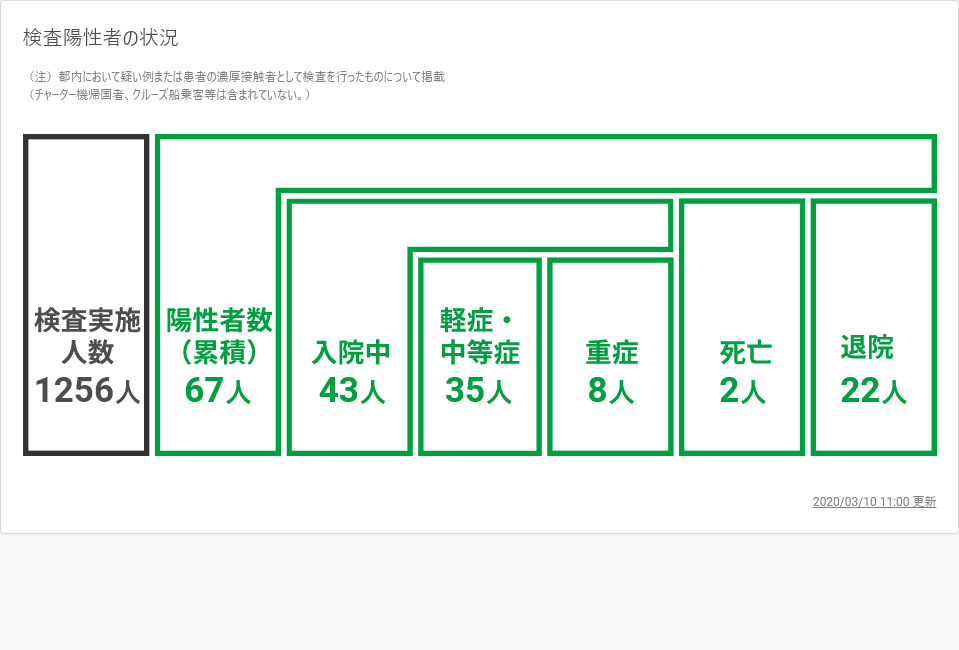 検査陽性者の状況
（注）都内において疑い例または患者の濃厚接触者として検査を行ったものについて掲載
（チャーター機帰国者、クルーズ船乗客等は含まれていない。）
検査実施
人数
1256人
陽性者数
（累積）
67人
入院中
43人
軽症・
中等症
35人
重症
8人
死亡
2人
退院
22人
2020/03/10 11:00 更新